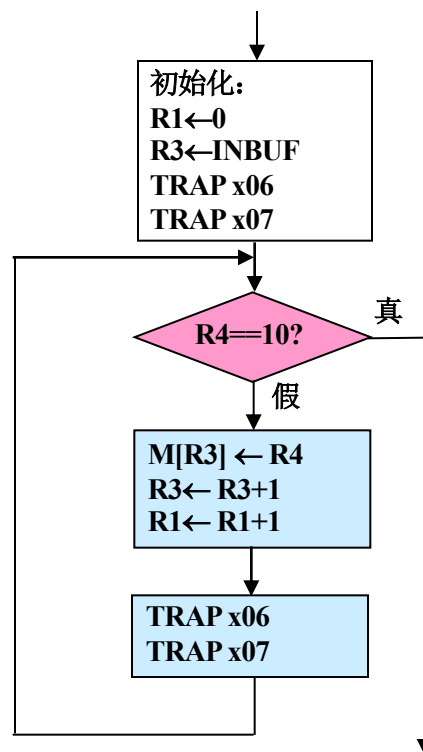 初始化：
R1←0
R3←INBUF
TRAP x06
TRAP x07
R4==10?
真
假
M[R3] ← R4
R3← R3+1
R1← R1+1
TRAP x06
TRAP x07